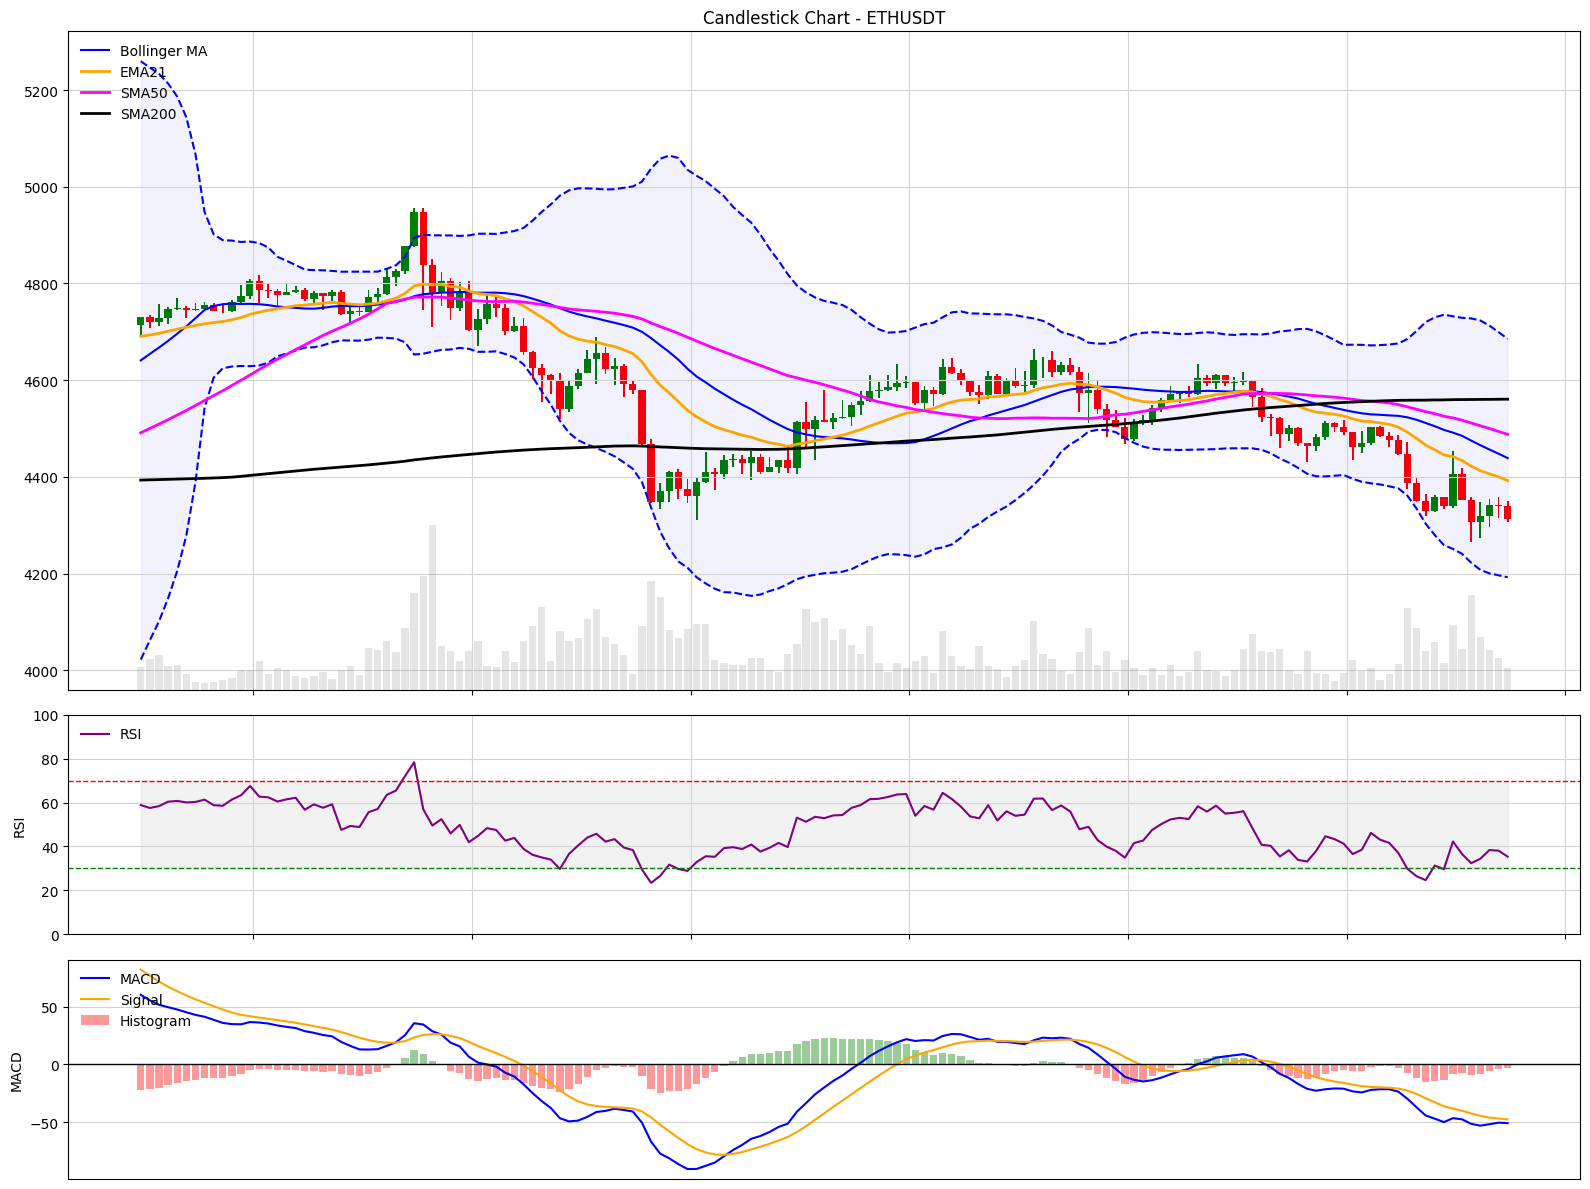 Candlestick Chart - ETHUSDT
Bollinger MA
EMA21
SMA50
SMA200
5200
5000
4800
4600
4400
4200
4000
100
80
60
40
20
0
RSI
RSI
50
0
−50
MACD
MACD
Signal
Histogram